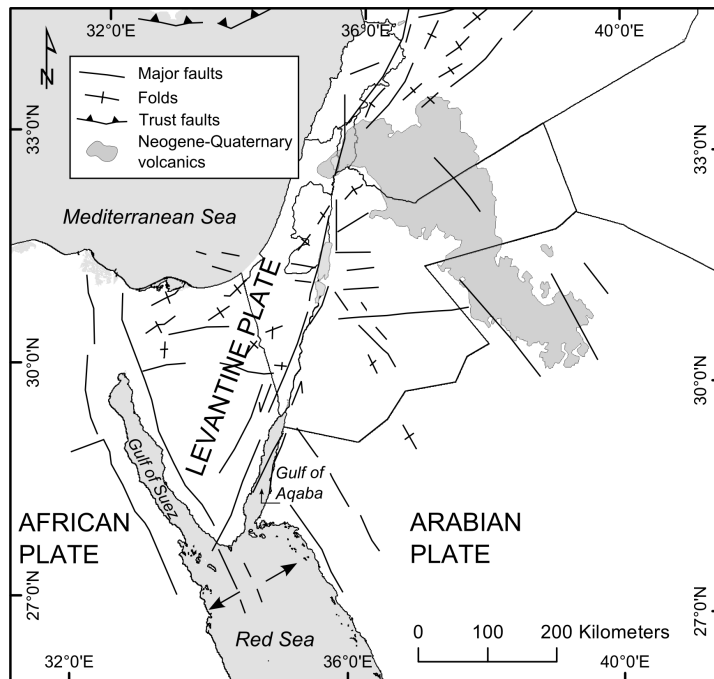 32°0'E
36°0'E
40°0'E
N
Major faults
Folds
Trust faults
Neogene-Quaternary
volcanics
33°0'N
33°0'N
Mediterranean Sea
LEVANTINE PLATE
30°0'N
30°0'N
Gulf of Suez
Gulf of
Aqaba
AFRICAN
PLATE
ARABIAN
PLATE
27°0'N
27°0'N
Red Sea
0 100 200 Kilometers
32°0'E
36°0'E
40°0'E